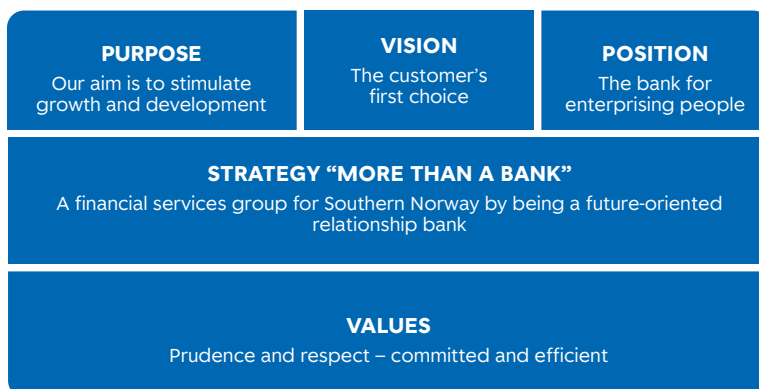 PURPOSE
Our aim is to stimulate
growth and development
VISION
The customer's
first choice
POSITION
The bank for
enterprising people
STRATEGY “MORE THAN A BANK”
A financial services group for Southern Norway by being a future-oriented
relationship bank
VALUES
Prudence and respect – committed and efficient